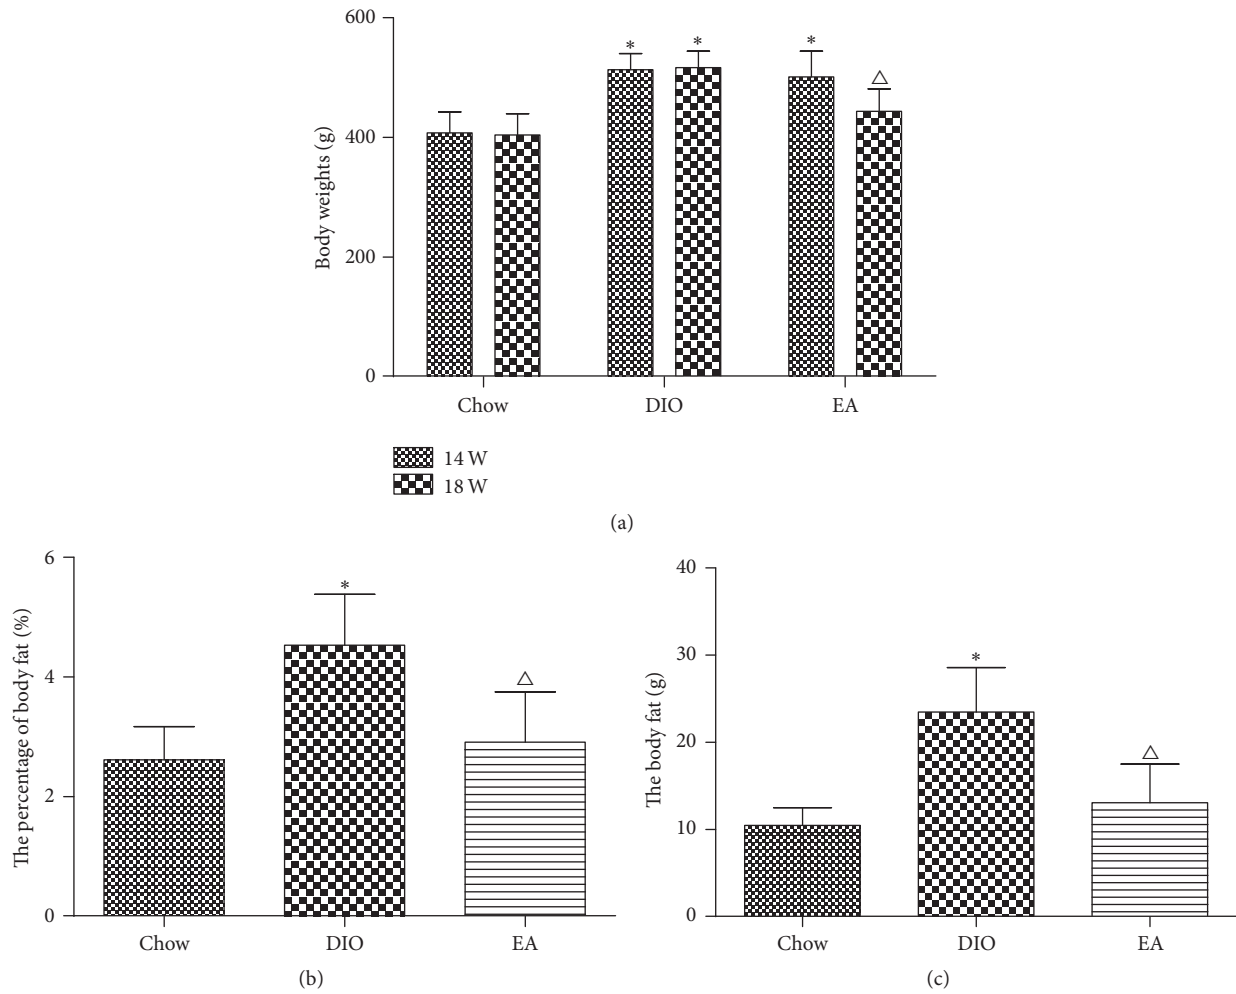 600
400
200
0
Body weights (g)
* * * △
Chow DIO EA
14 W
18 W
(a)
6
4
2
0
The percentage of body fat (%)
* △
Chow DIO EA
(b)
40
30
20
10
0
The body fat (g)
* △
Chow DIO EA
(c)